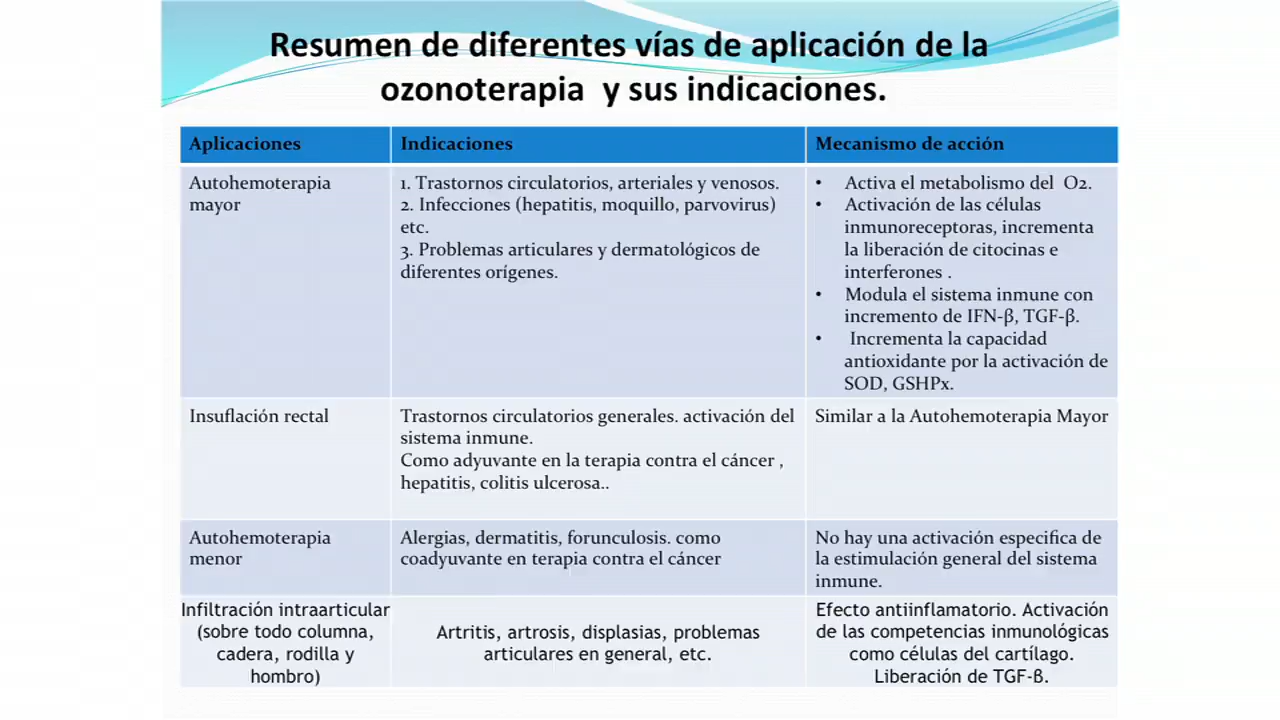 Resumen de diferentes vías de aplicación de la
ozonoterapia y sus indicaciones.
Aplicaciones
Indicaciones
Mecanismo de acción
Autohemoterapia
mayor
1. Trastornos circulatorios, arteriales y venosos.
2. Infecciones (hepatitis, moquillo, parvovirus)
etc.
3. Problemas articulares y dermatológicos de
diferentes orígenes.
• Activa el metabolismo del O2.
• Activación de las células
inmunoreceptoras, incrementa
la liberación de citocinas e
interferones .
• Modula el sistema inmune con
incremento de IFN-β, TGF-β.
• Incrementa la capacidad
antioxidante por la activación de
SOD, GSHPx.
Insuflación rectal
Trastornos circulatorios generales. activación del
sistema inmune.
Como adyuvante en la terapia contra el cáncer ,
hepatitis, colitis ulcerosa..
Similar a la Autohemoterapia Mayor
Autohemoterapia
menor
Alergias, dermatitis, forunculosis. como
coadyuvante en terapia contra el cáncer
No hay una activación especifica de
la estimulación general del sistema
inmune.
Infiltración intraarticular
(sobre todo columna,
cadera, rodilla y
hombro)
Artritis, artrosis, displasias, problemas
articulares en general, etc.
Efecto antiinflamatorio. Activación
de las competencias inmunológicas
como células del cartílago.
Liberación de TGF-β.